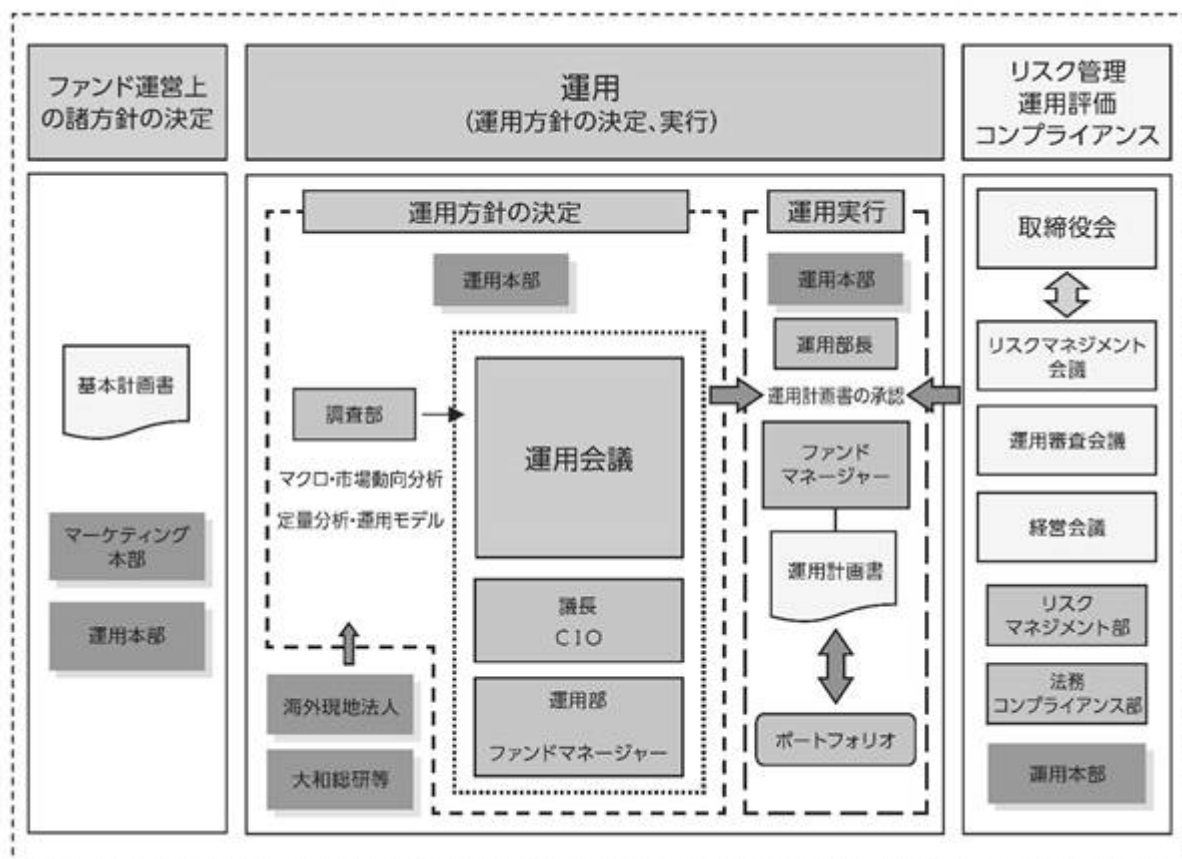 ファンド運営上
の諸方針の決定
運用
(運用方針の決定、実行)
リスク管理
運用評価
コンプライアンス
基本計画書
マーケティング
本部
運用本部
運用方針の決定
運用本部
調査部
マクロ・市場動向分析
定量分析・運用モデル
運用会議
議長
CIO
運用部
ファンドマネージャー
海外現地法人
大和総研等
運用実行
運用本部
運用部長
運用計画書の承認
ファンド
マネージャー
運用計画書
ポートフォリオ
取締役会
リスクマネジメント
会議
運用審査会議
経営会議
リスク
マネジメント部
法務
コンプライアンス部
運用本部